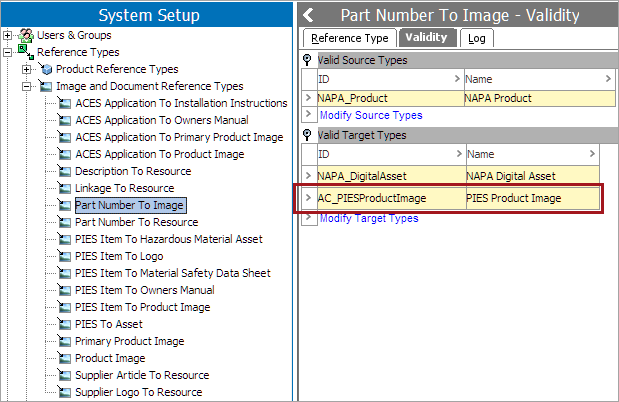 System Setup
Users & Groups
Reference Types
Product Reference Types
Image and Document Reference Types
ACES Application To Installation Instructions
ACES Application To Owners Manual
ACES Application To Primary Product Image
ACES Application To Product Image
Description To Resource
Linkage To Resource
Part Number To Image
Part Number To Resource
PIES Item To Hazardous Material Asset
PIES Item To Logo
PIES Item To Material Safety Data Sheet
PIES Item To Owners Manual
PIES Item To Product Image
PIES To Asset
Primary Product Image
Product Image
Supplier Article To Resource
Supplier Logo To Resource
Part Number To Image - Validity
Reference Type Validity Log
Valid Source Types
ID Name
NAPA_Product NAPA Product
Modify Source Types
Valid Target Types
ID Name
NAPA_DigitalAsset NAPA Digital Asset
AC_PIESProductImage PIES Product Image
Modify Target Types